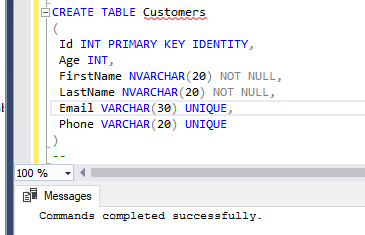 CREATE TABLE Customers
(
Id INT PRIMARY KEY IDENTITY,
Age INT,
FirstName NVARCHAR(20) NOT NULL,
LastName NVARCHAR(20) NOT NULL,
Email VARCHAR(30) UNIQUE,
Phone VARCHAR(20) UNIQUE
)
--
100 %
Messages
Commands completed successfully.